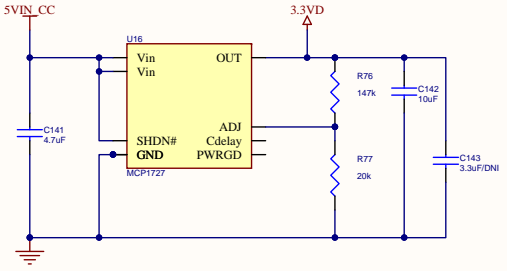 5VIN_CC
3.3VD
U16
Vin
OUT
Vin
R76
147k
C142
10uF
ADJ
C141
4.7uF
SHDN#
Cdelay
GND
PWRGD
R77
20k
C143
3.3uF/DNI
MCP1727